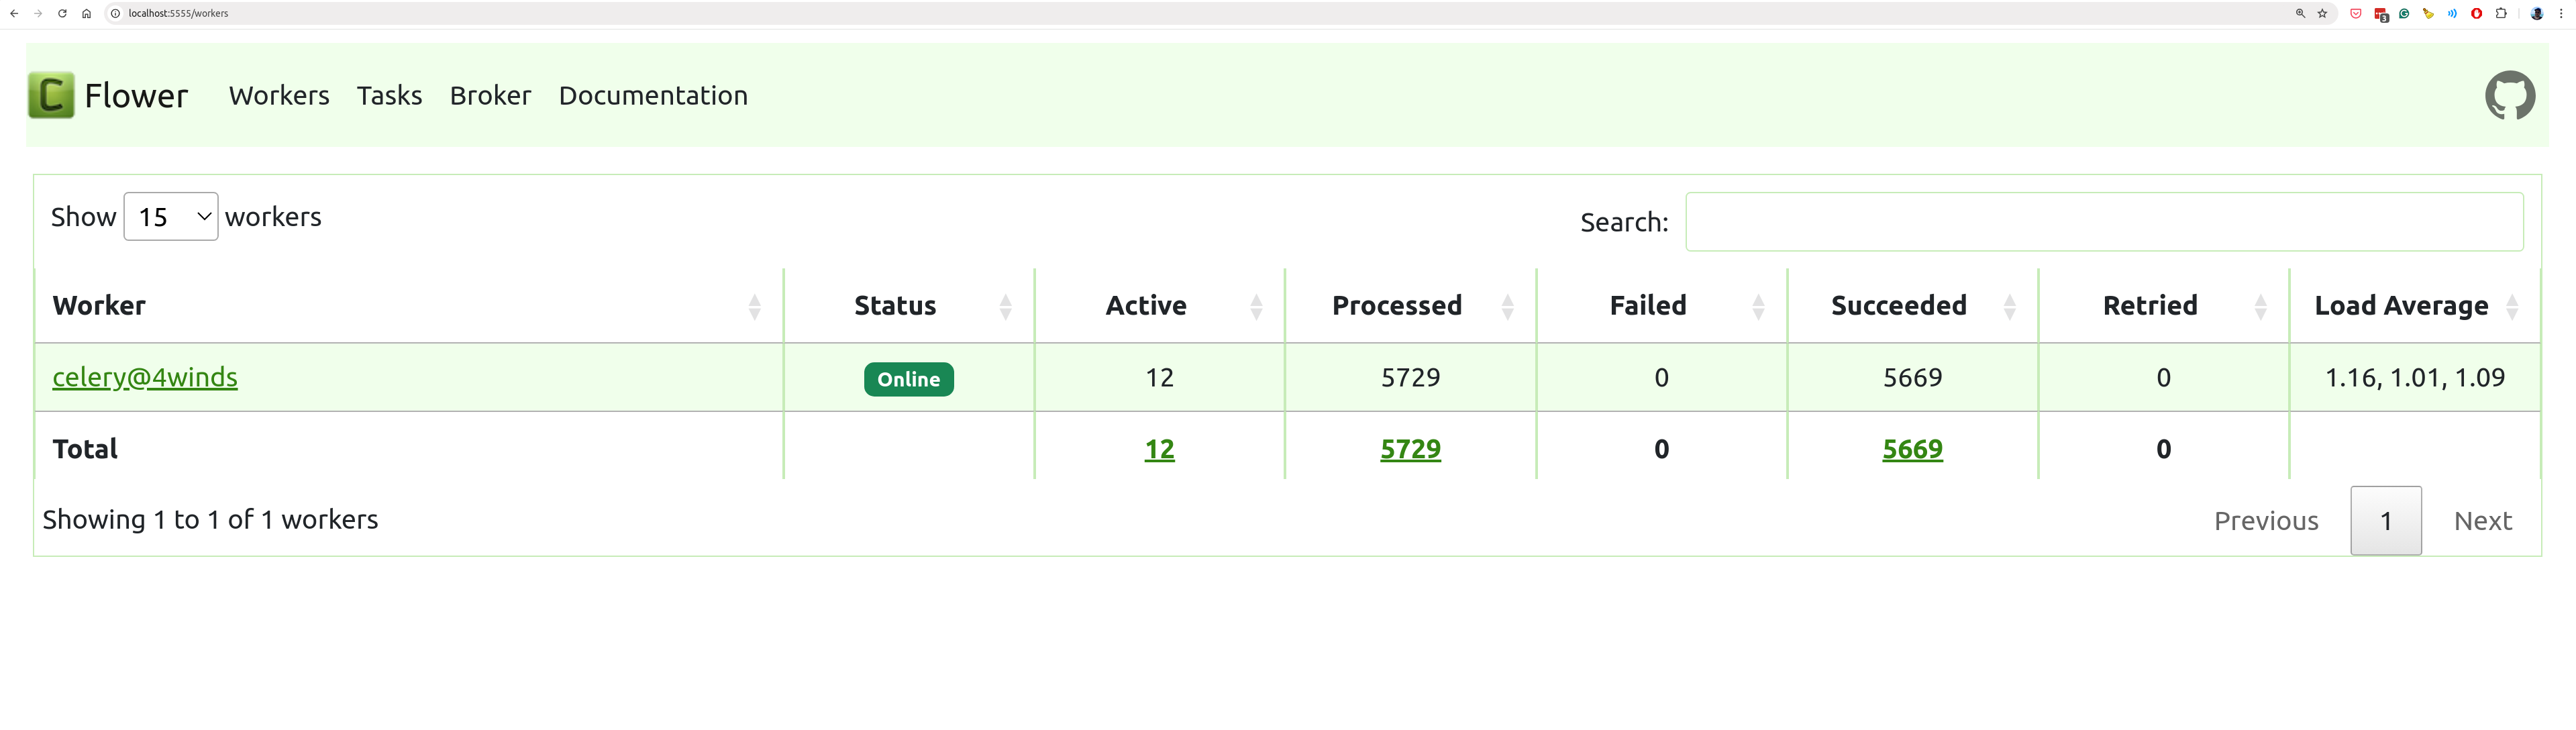 localhost:5555/workers
3
C Flower Workers Tasks Broker Documentation
Show 15 workers Search:
Worker Status Active Processed Failed Succeeded Retried Load Average
celery@4winds Online 12 5729 0 5669 0 1.16, 1.01, 1.09
Total 12 5729 0 5669 0
Showing 1 to 1 of 1 workers Previous 1 Next